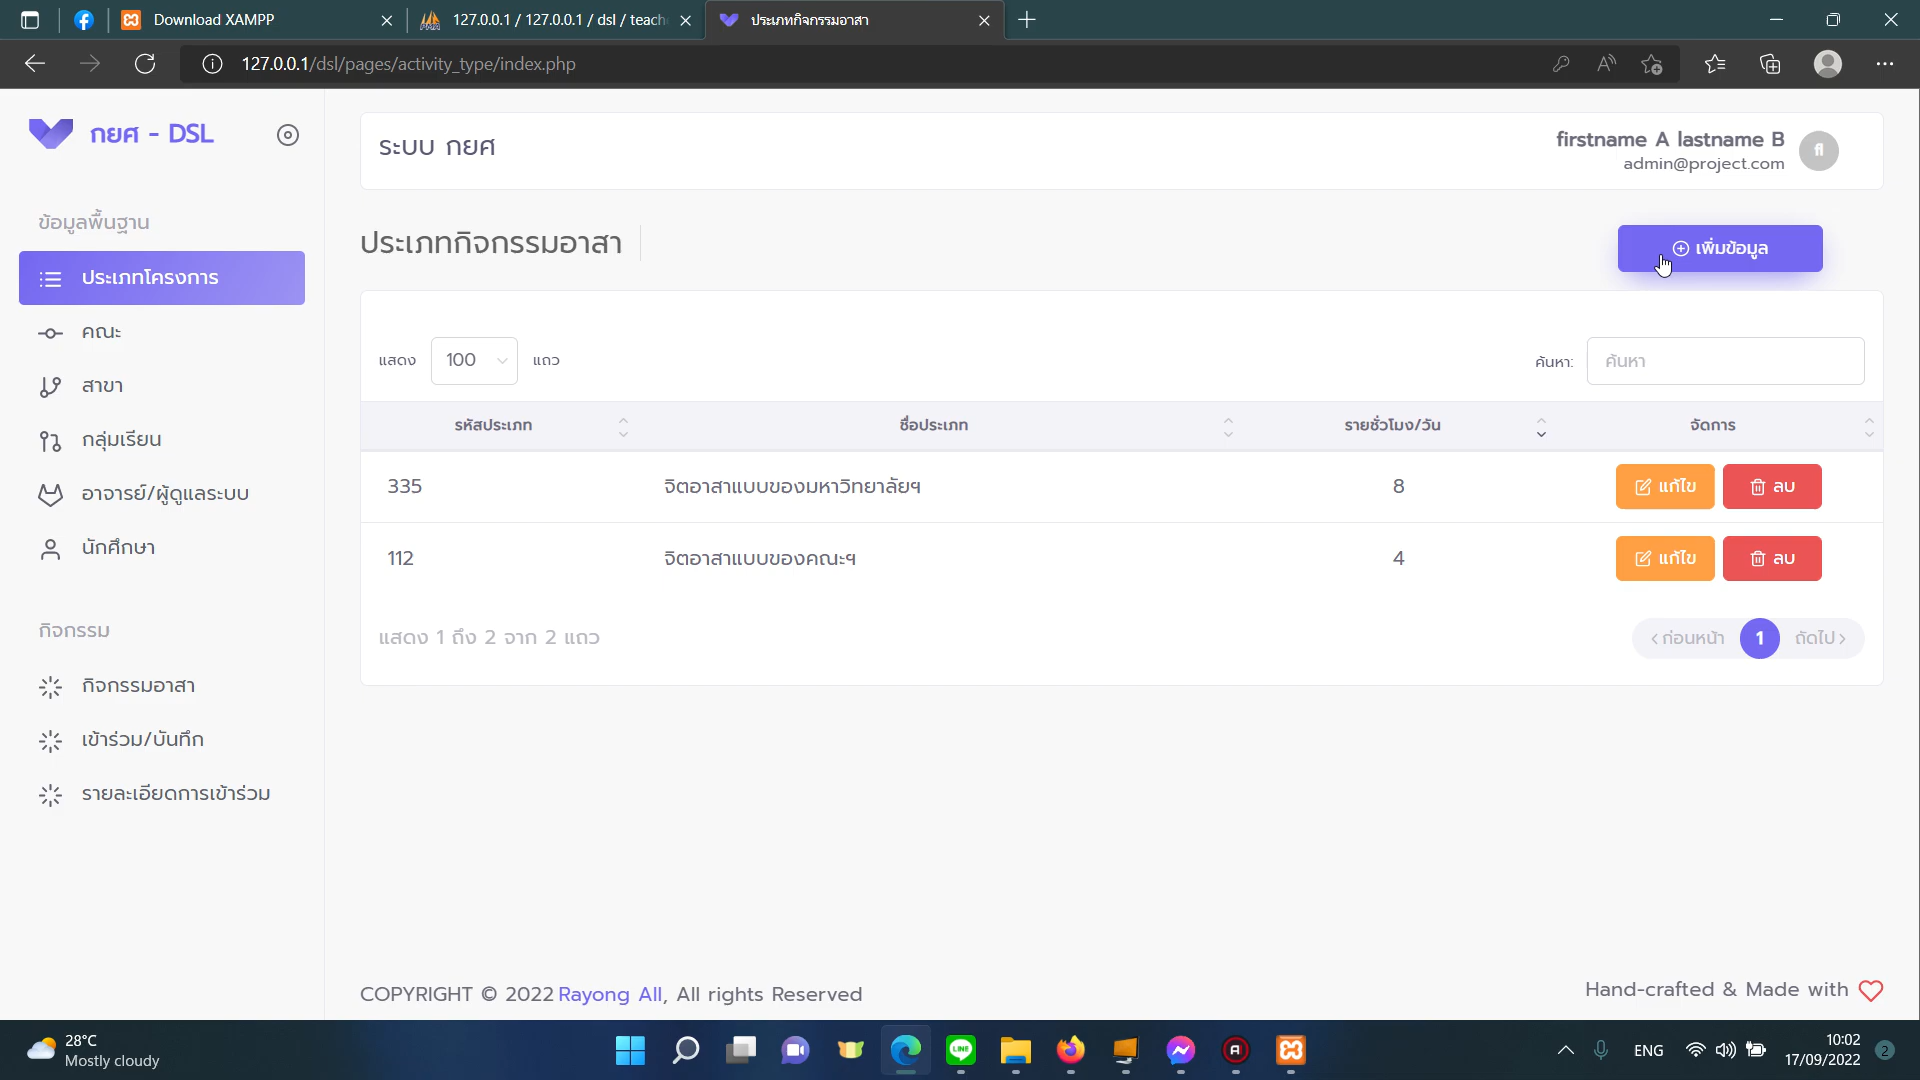 Download XAMPP
127.0.0.1 / 127.0.0.1 / dsl / teach
ประเภทกิจกรรมอาสา
127.0.0.1/dsl/pages/activity_type/index.php
กยศ - DSL
ระบบ กยศ
firstname A lastname B
admin@project.com
fl
ข้อมูลพื้นฐาน
ประเภทโครงการ
คณะ
สาขา
กลุ่มเรียน
อาจารย์/ผู้ดูแลระบบ
นักศึกษา
กิจกรรม
กิจกรรมอาสา
เข้าร่วม/บันทึก
รายละเอียดการเข้าร่วม
ประเภทกิจกรรมอาสา
เพิ่มข้อมูล
แสดง 100 แถว
ค้นหา: ค้นหา
รหัสประเภท ชื่อประเภท รายชั่วโมง/วัน จัดการ
335 จิตอาสาแบบของมหาวิทยาลัยฯ 8 แก้ไข ลบ
112 จิตอาสาแบบของคณะฯ 4 แก้ไข ลบ
แสดง 1 ถึง 2 จาก 2 แถว
ก่อนหน้า 1 ถัดไป
COPYRIGHT © 2022 Rayong All, All rights Reserved
Hand-crafted & Made with
28°C
Mostly cloudy
LINE
ENG
10:02
17/09/2022
2